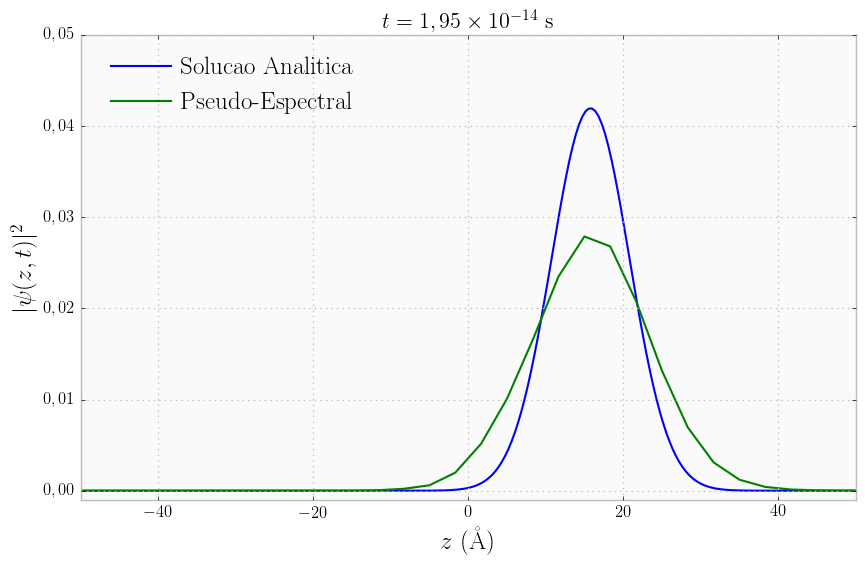 t = 1,95 × 10⁻¹⁴ s
0,05
0,04
0,03
0,02
0,01
0,00
|ψ(z, t)|²
Solucao Analitica
Pseudo-Espectral
−40
−20
0
20
40
z (Å)